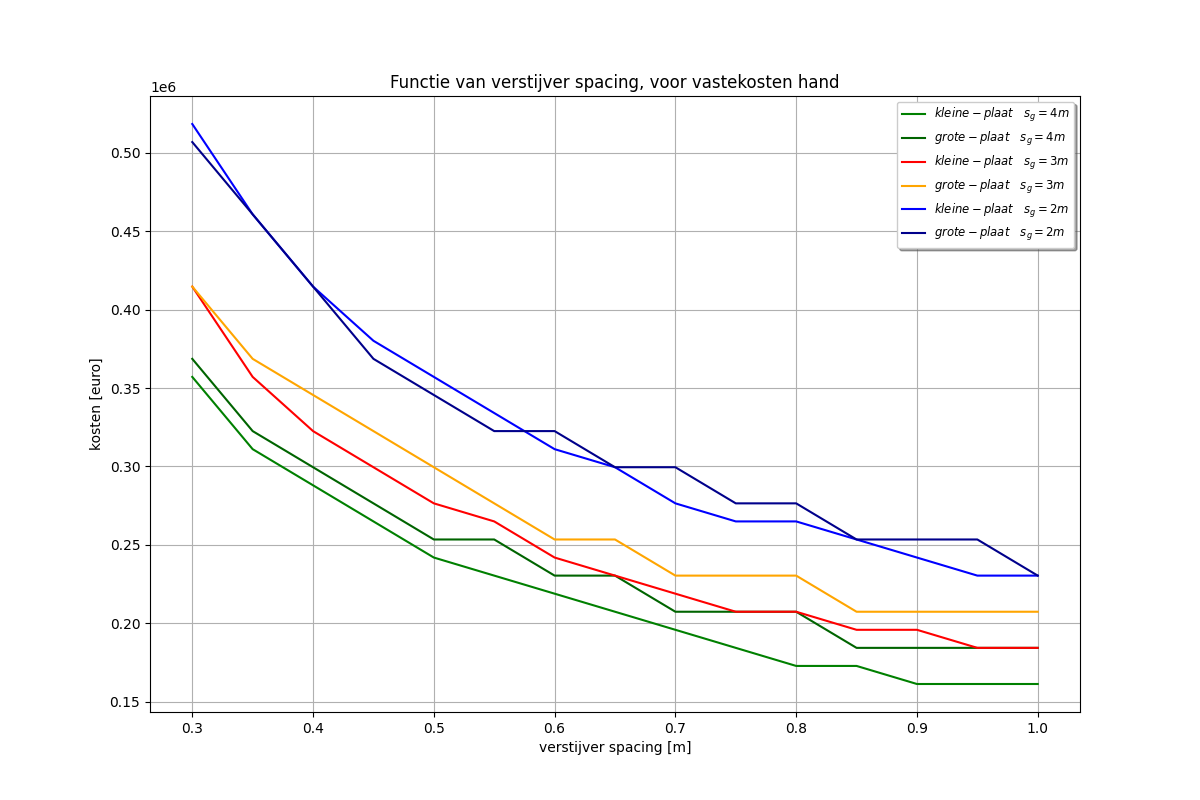 Functie van verstijver spacing, voor vastekosten hand
1e6
kleine − plaat s_g = 4m
grote − plaat s_g = 4m
kleine − plaat s_g = 3m
grote − plaat s_g = 3m
kleine − plaat s_g = 2m
grote − plaat s_g = 2m
0.50
0.45
0.40
0.35
0.30
0.25
0.20
0.15
kosten [euro]
0.3 0.4 0.5 0.6 0.7 0.8 0.9 1.0
verstijver spacing [m]